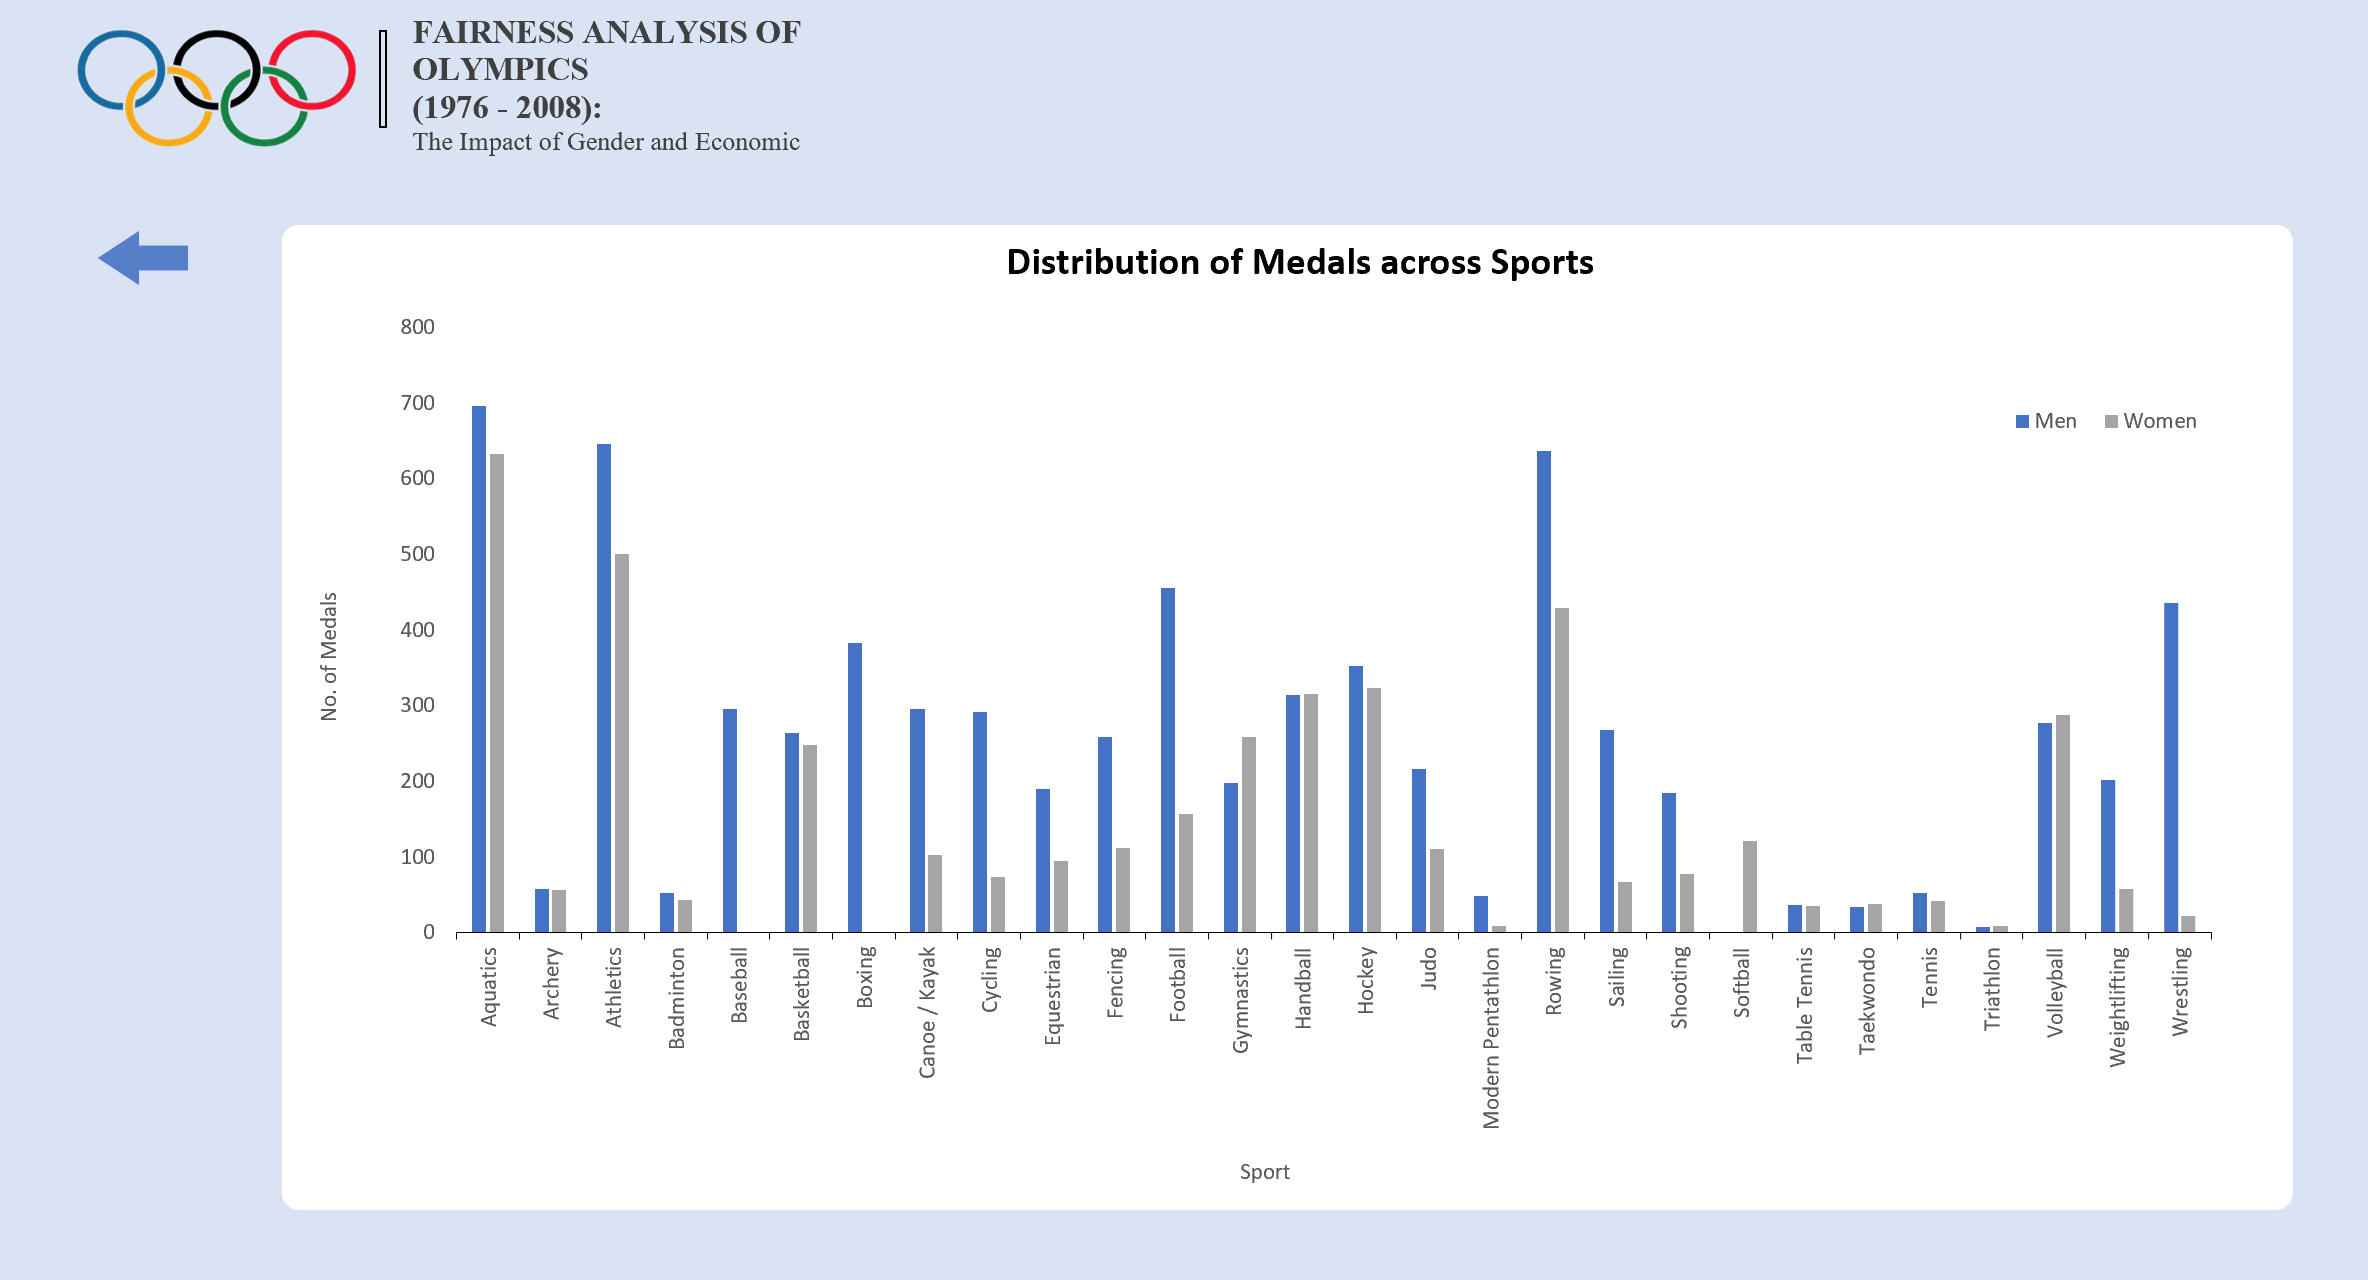 FAIRNESS ANALYSIS OF
OLYMPICS
(1976 - 2008):
The Impact of Gender and Economic
Distribution of Medals across Sports
800
700
600
500
400
300
200
100
0
No. of Medals
Men
Women
Aquatics
Archery
Athletics
Badminton
Baseball
Basketball
Boxing
Canoe / Kayak
Cycling
Equestrian
Fencing
Football
Gymnastics
Handball
Hockey
Judo
Modern Pentathlon
Rowing
Sailing
Shooting
Softball
Table Tennis
Taekwondo
Tennis
Triathlon
Volleyball
Weightlifting
Wrestling
Sport